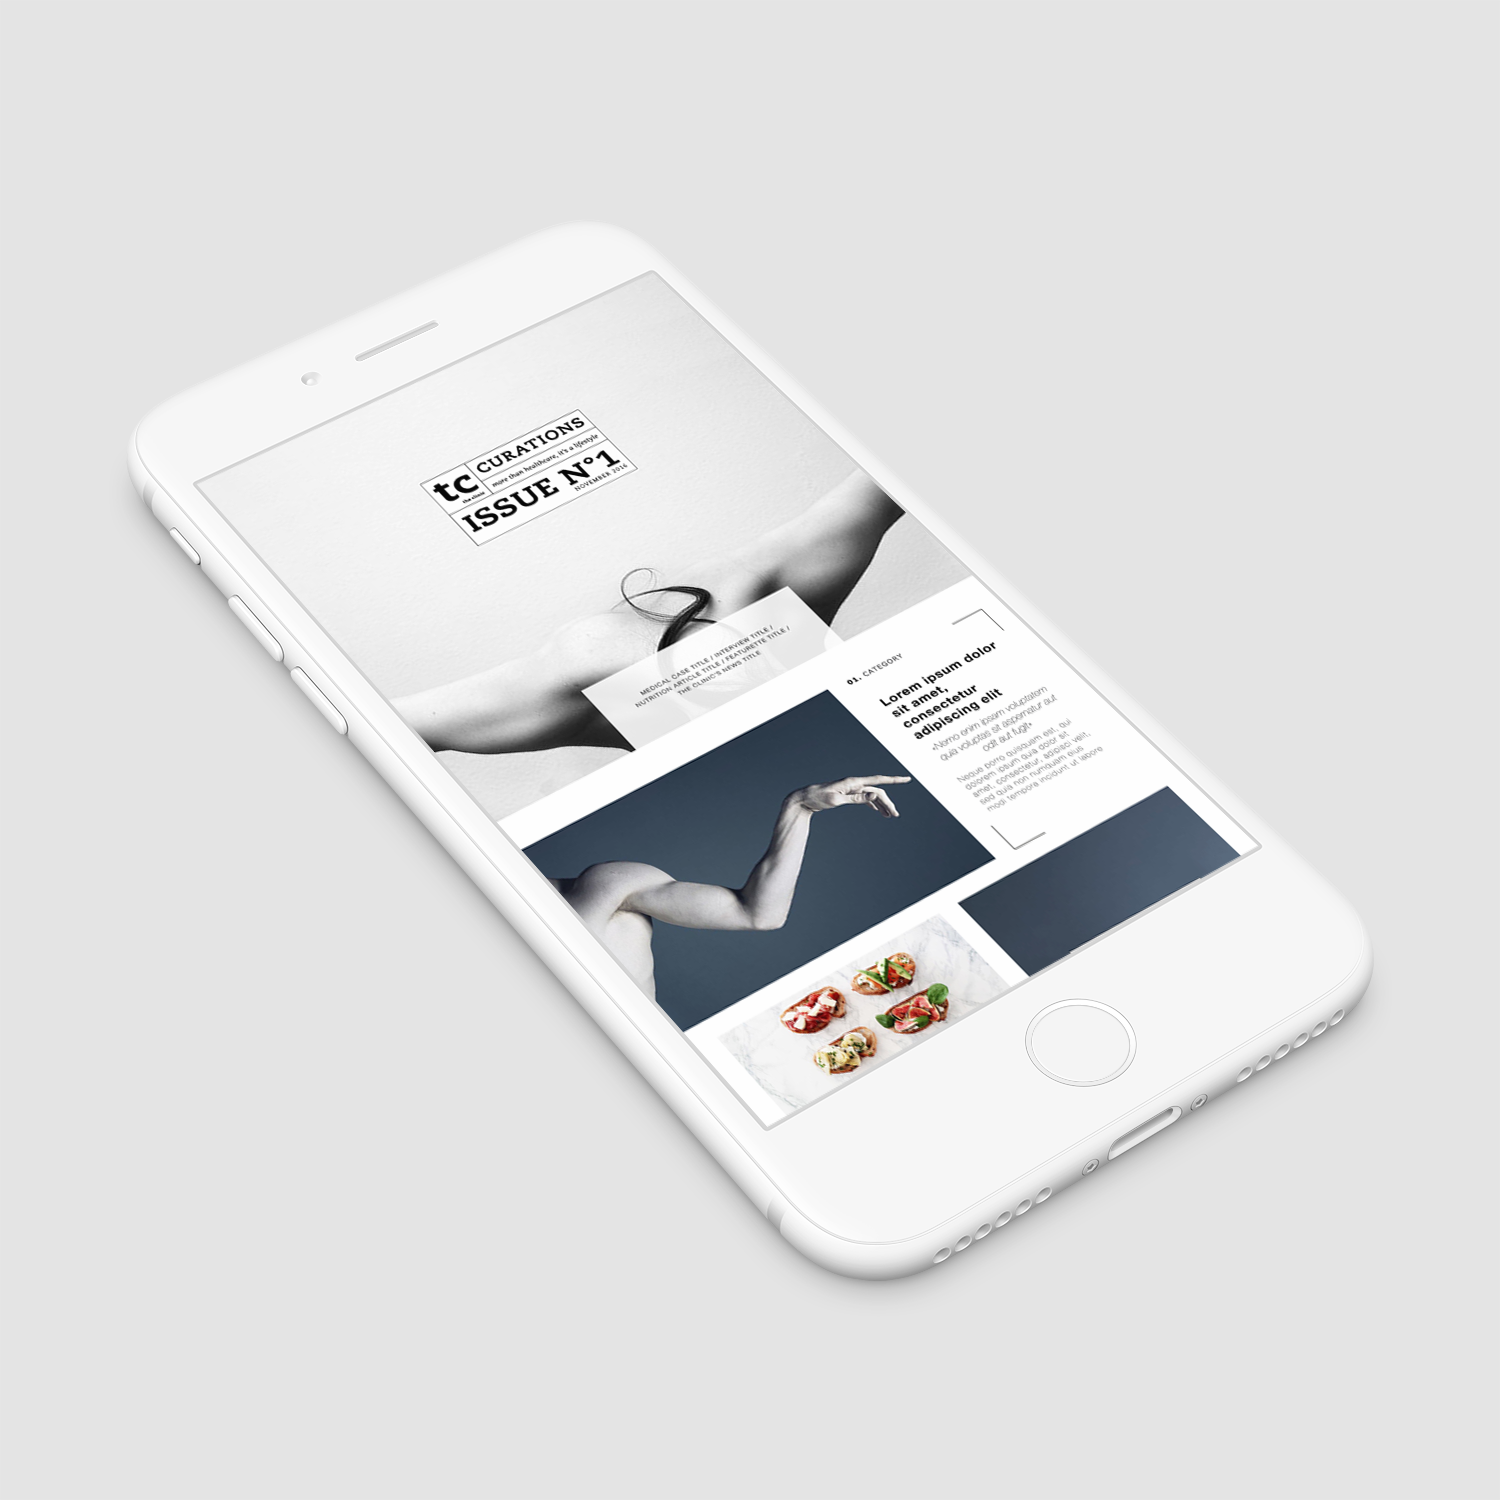 tc
the clinic
CURATIONS
more than healthcare, it's a lifestyle
ISSUE N°1
NOVEMBER 2016
MEDICAL CASE TITLE / INTERVIEW TITLE /
NUTRITION ARTICLE TITLE / FEATURETTE TITLE /
THE CLINIC'S NEWS TITLE
01. CATEGORY
Lorem ipsum dolor
sit amet,
consectetur
adipiscing elit
«Nemo enim ipsam voluptatem
quia voluptas sit aspernatur aut
odit aut fugit»
Neque porro quisquam est, qui
dolorem ipsum quia dolor sit
amet, consectetur, adipisci velit,
sed quia non numquam eius
modi tempore incidunt ut labore